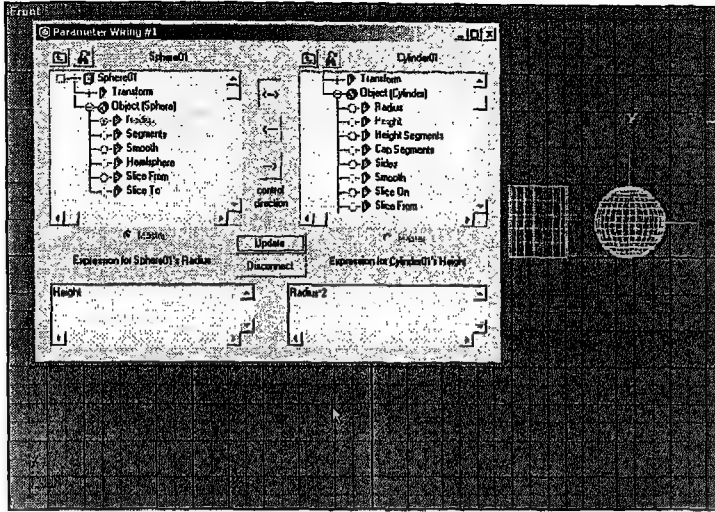 Front
Parameter Wiring #1
Sphere01
Cylinder01
Sphere01
Transform
Object (Sphere)
Radius
Segments
Smooth
Hemisphere
Slice From
Slice To
Transform
Object (Cylinder)
Radius
Height
Height Segments
Cap Segments
Sides
Smooth
Slice On
Slice From
<-->
<--
-->
control
direction
Master
Master
Update
Disconnect
Expression for Sphere01's Radius
Expression for Cylinder01's Height
Height
Radius*2
y